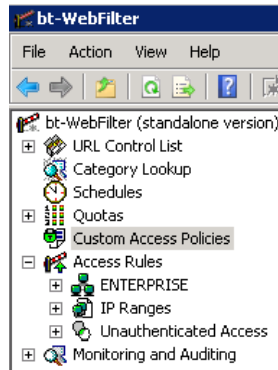 bt-WebFilter
File Action View Help
bt-WebFilter (standalone version)
URL Control List
Category Lookup
Schedules
Quotas
Custom Access Policies
Access Rules
ENTERPRISE
IP Ranges
Unauthenticated Access
Monitoring and Auditing